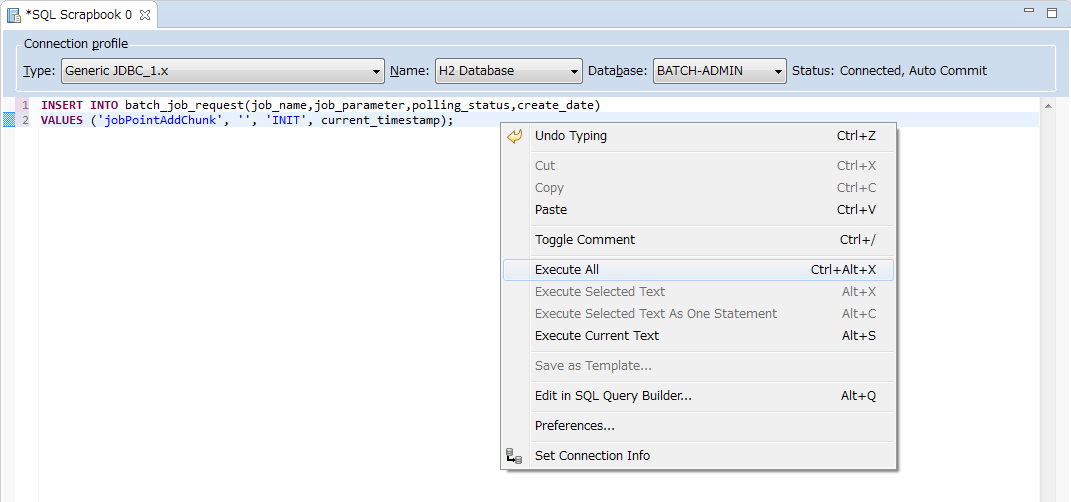 *SQL Scrapbook 0
Connection profile
Type: Generic JDBC_1.x Name: H2 Database Database: BATCH-ADMIN Status: Connected, Auto Commit
1 INSERT INTO batch_job_request(job_name,job_parameter,polling_status,create_date)
2 VALUES ('jobPointAddChunk', '', 'INIT', current_timestamp);
Undo Typing Ctrl+Z
Cut Ctrl+X
Copy Ctrl+C
Paste Ctrl+V
Toggle Comment Ctrl+/
Execute All Ctrl+Alt+X
Execute Selected Text Alt+X
Execute Selected Text As One Statement Alt+C
Execute Current Text Alt+S
Save as Template...
Edit in SQL Query Builder... Alt+Q
Preferences...
Set Connection Info